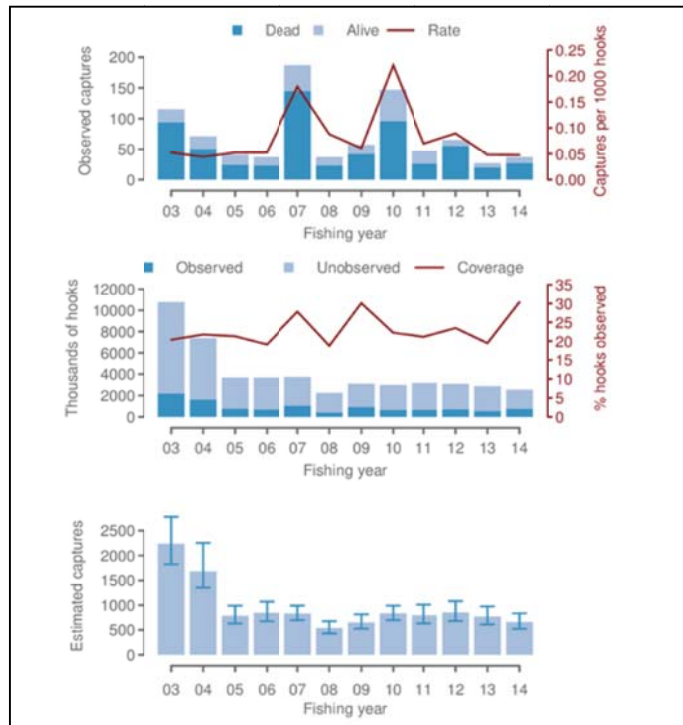 Dead Alive Rate
200
150
100
50
0
Observed captures
0.25
0.20
0.15
0.10
0.05
0.00
Captures per 1000 hooks
03 04 05 06 07 08 09 10 11 12 13 14
Fishing year
Observed Unobserved Coverage
12000
10000
8000
6000
4000
2000
0
Thousands of hooks
35
30
25
20
15
10
5
0
% hooks observed
03 04 05 06 07 08 09 10 11 12 13 14
Fishing year
2500
2000
1500
1000
500
0
Estimated captures
03 04 05 06 07 08 09 10 11 12 13 14
Fishing year